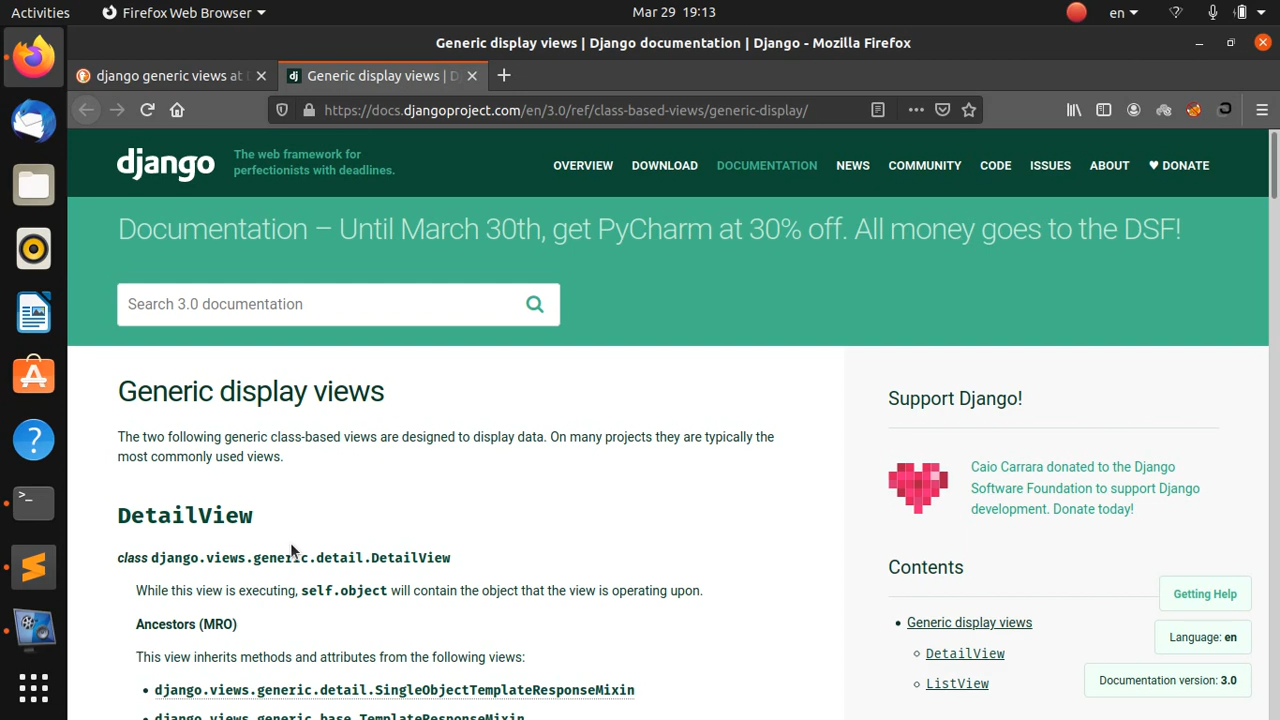 Activities
Firefox Web Browser
Mar 29 19:13
en
Generic display views | Django documentation | Django - Mozilla Firefox
django generic views at
dj
Generic display views | D
https://docs.djangoproject.com/en/3.0/ref/class-based-views/generic-display/
django
The web framework for
perfectionists with deadlines.
OVERVIEW DOWNLOAD DOCUMENTATION NEWS COMMUNITY CODE ISSUES ABOUT ♥ DONATE
Documentation – Until March 30th, get PyCharm at 30% off. All money goes to the DSF!
Search 3.0 documentation
Generic display views
The two following generic class-based views are designed to display data. On many projects they are typically the
most commonly used views.
DetailView
class django.views.generic.detail.DetailView
While this view is executing, self.object will contain the object that the view is operating upon.
Ancestors (MRO)
This view inherits methods and attributes from the following views:
• django.views.generic.detail.SingleObjectTemplateResponseMixin
• django.views.generic.base.TemplateResponseMixin
Support Django!
Caio Carrara donated to the Django
Software Foundation to support Django
development. Donate today!
Contents
• Generic display views
◦ DetailView
◦ ListView
Getting Help
Language: en
Documentation version: 3.0